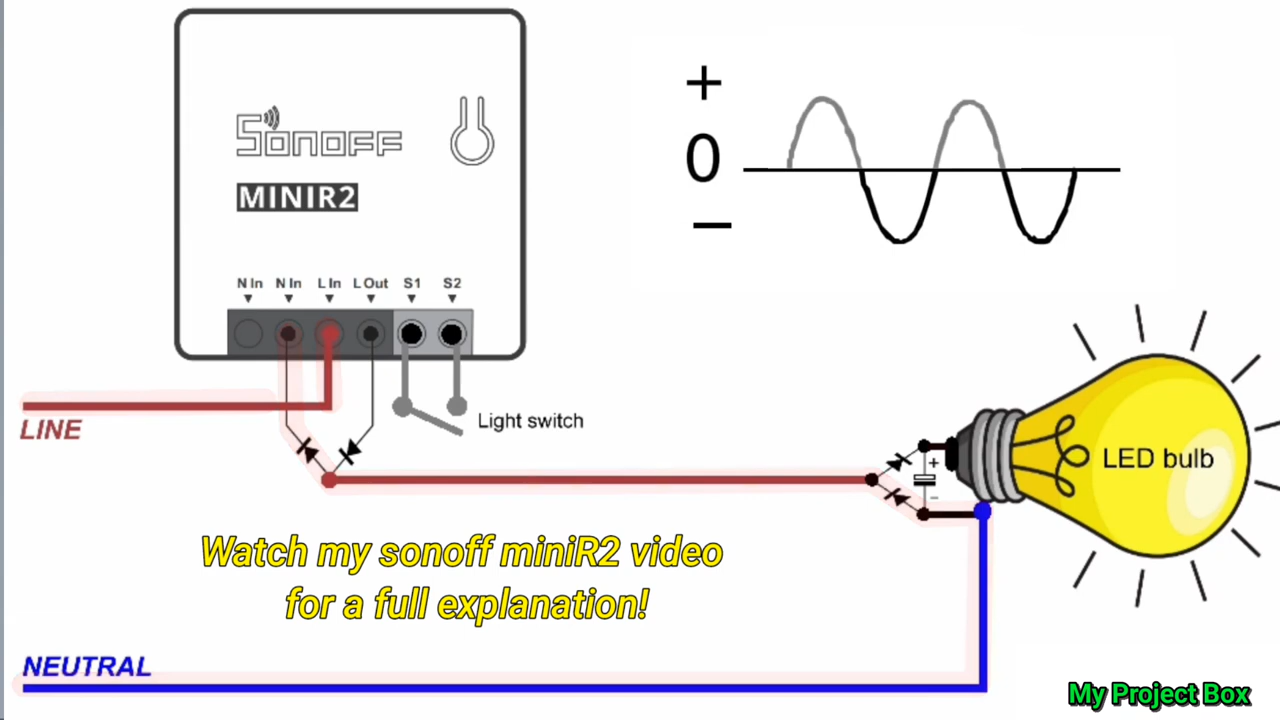 SonoFF
MINIR2
N In N In L In L Out S1 S2
+
0
−
LINE
Light switch
+
−
LED bulb
Watch my sonoff miniR2 video
for a full explanation!
NEUTRAL
My Project Box